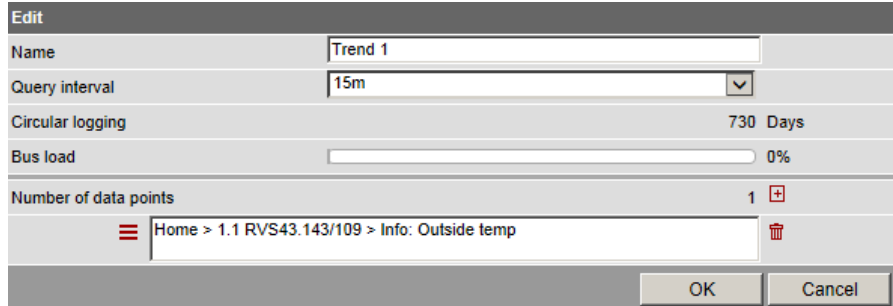 Edit
Name Trend 1
Query interval 15m
Circular logging 730 Days
Bus load 0%
Number of data points 1
Home > 1.1 RVS43.143/109 > Info: Outside temp
OK Cancel